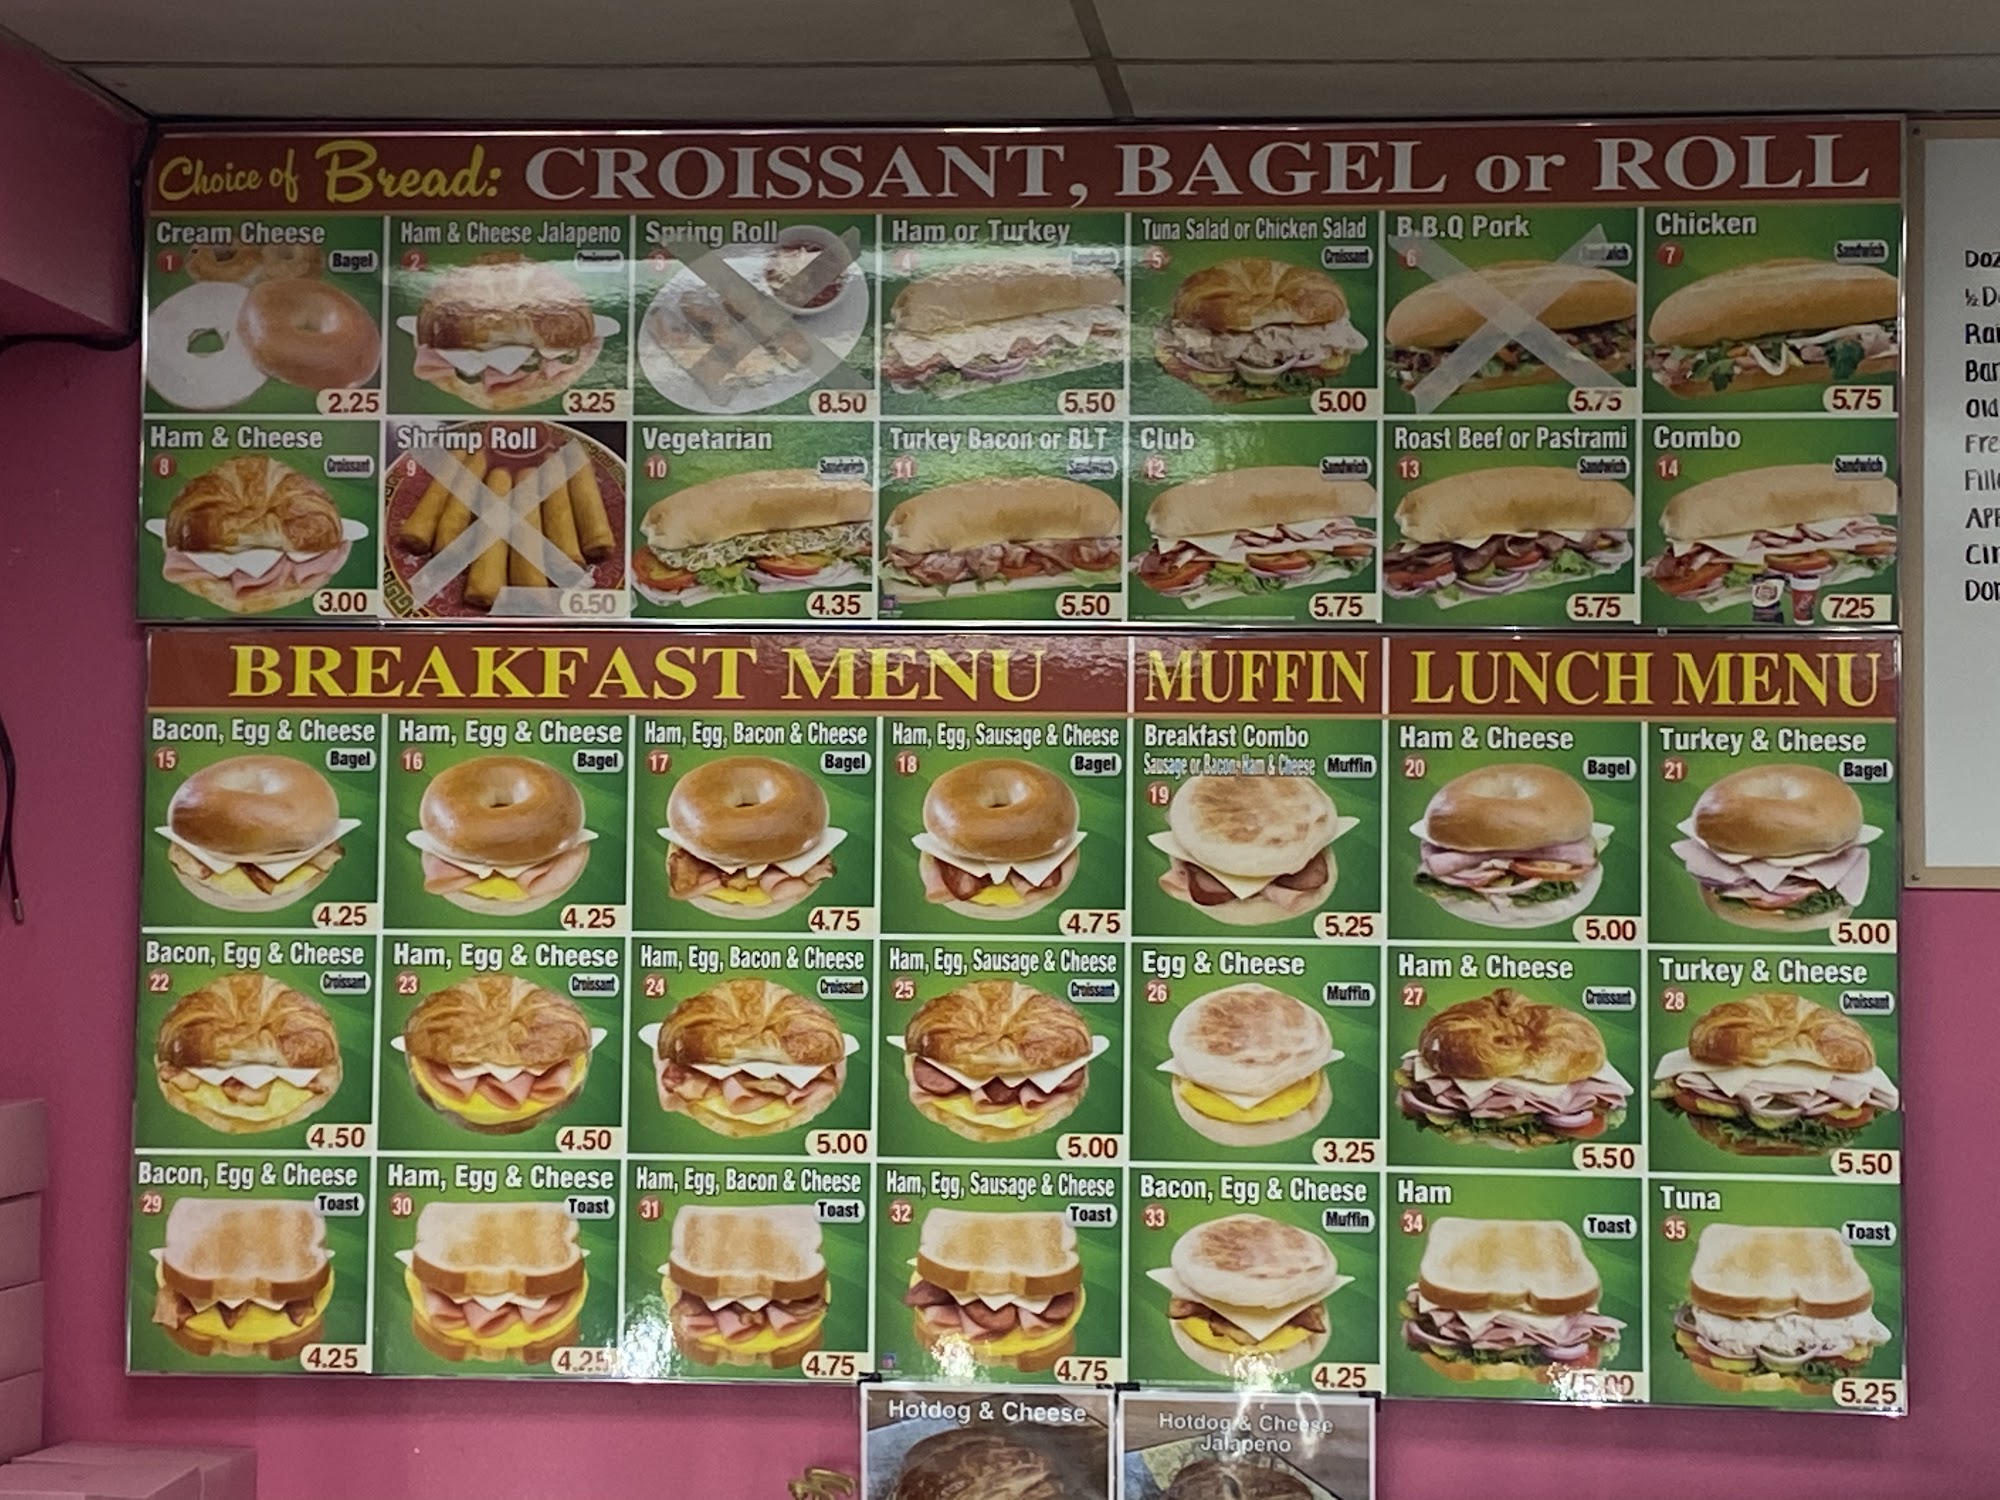 Choice of Bread: CROISSANT, BAGEL or ROLL
Cream Cheese
1 Bagel
2.25
Ham & Cheese Jalapeno
2
3.25
Spring Roll
8.50
Ham or Turkey
4 Sandwich
5.50
Tuna Salad or Chicken Salad
5 Croissant
5.00
B.B.Q Pork
6 Sandwich
5.75
Chicken
7 Sandwich
5.75
Ham & Cheese
8 Croissant
3.00
Shrimp Roll
9
6.50
Vegetarian
10 Sandwich
4.35
Turkey Bacon or BLT
11 Sandwich
5.50
Club
12 Sandwich
5.75
Roast Beef or Pastrami
13 Sandwich
5.75
Combo
14 Sandwich
7.25
BREAKFAST MENU
MUFFIN
LUNCH MENU
Bacon, Egg & Cheese
15 Bagel
4.25
Ham, Egg & Cheese
16 Bagel
4.25
Ham, Egg, Bacon & Cheese
17 Bagel
4.75
Ham, Egg, Sausage & Cheese
18 Bagel
4.75
Breakfast Combo
Sausage or Bacon, Ham & Cheese Muffin
19
5.25
Ham & Cheese
20 Bagel
5.00
Turkey & Cheese
21 Bagel
5.00
Bacon, Egg & Cheese
22 Croissant
4.50
Ham, Egg & Cheese
23 Croissant
4.50
Ham, Egg, Bacon & Cheese
24 Croissant
5.00
Ham, Egg, Sausage & Cheese
25 Croissant
5.00
Egg & Cheese
26 Muffin
3.25
Ham & Cheese
27 Croissant
5.50
Turkey & Cheese
28 Croissant
5.50
Bacon, Egg & Cheese
29 Toast
4.25
Ham, Egg & Cheese
30 Toast
4.25
Ham, Egg, Bacon & Cheese
31 Toast
4.75
Ham, Egg, Sausage & Cheese
32 Toast
4.75
Bacon, Egg & Cheese
33 Muffin
4.25
Ham
34 Toast
5.00
Tuna
35 Toast
5.25
Hotdog & Cheese
Hotdog & Cheese
Jalapeno